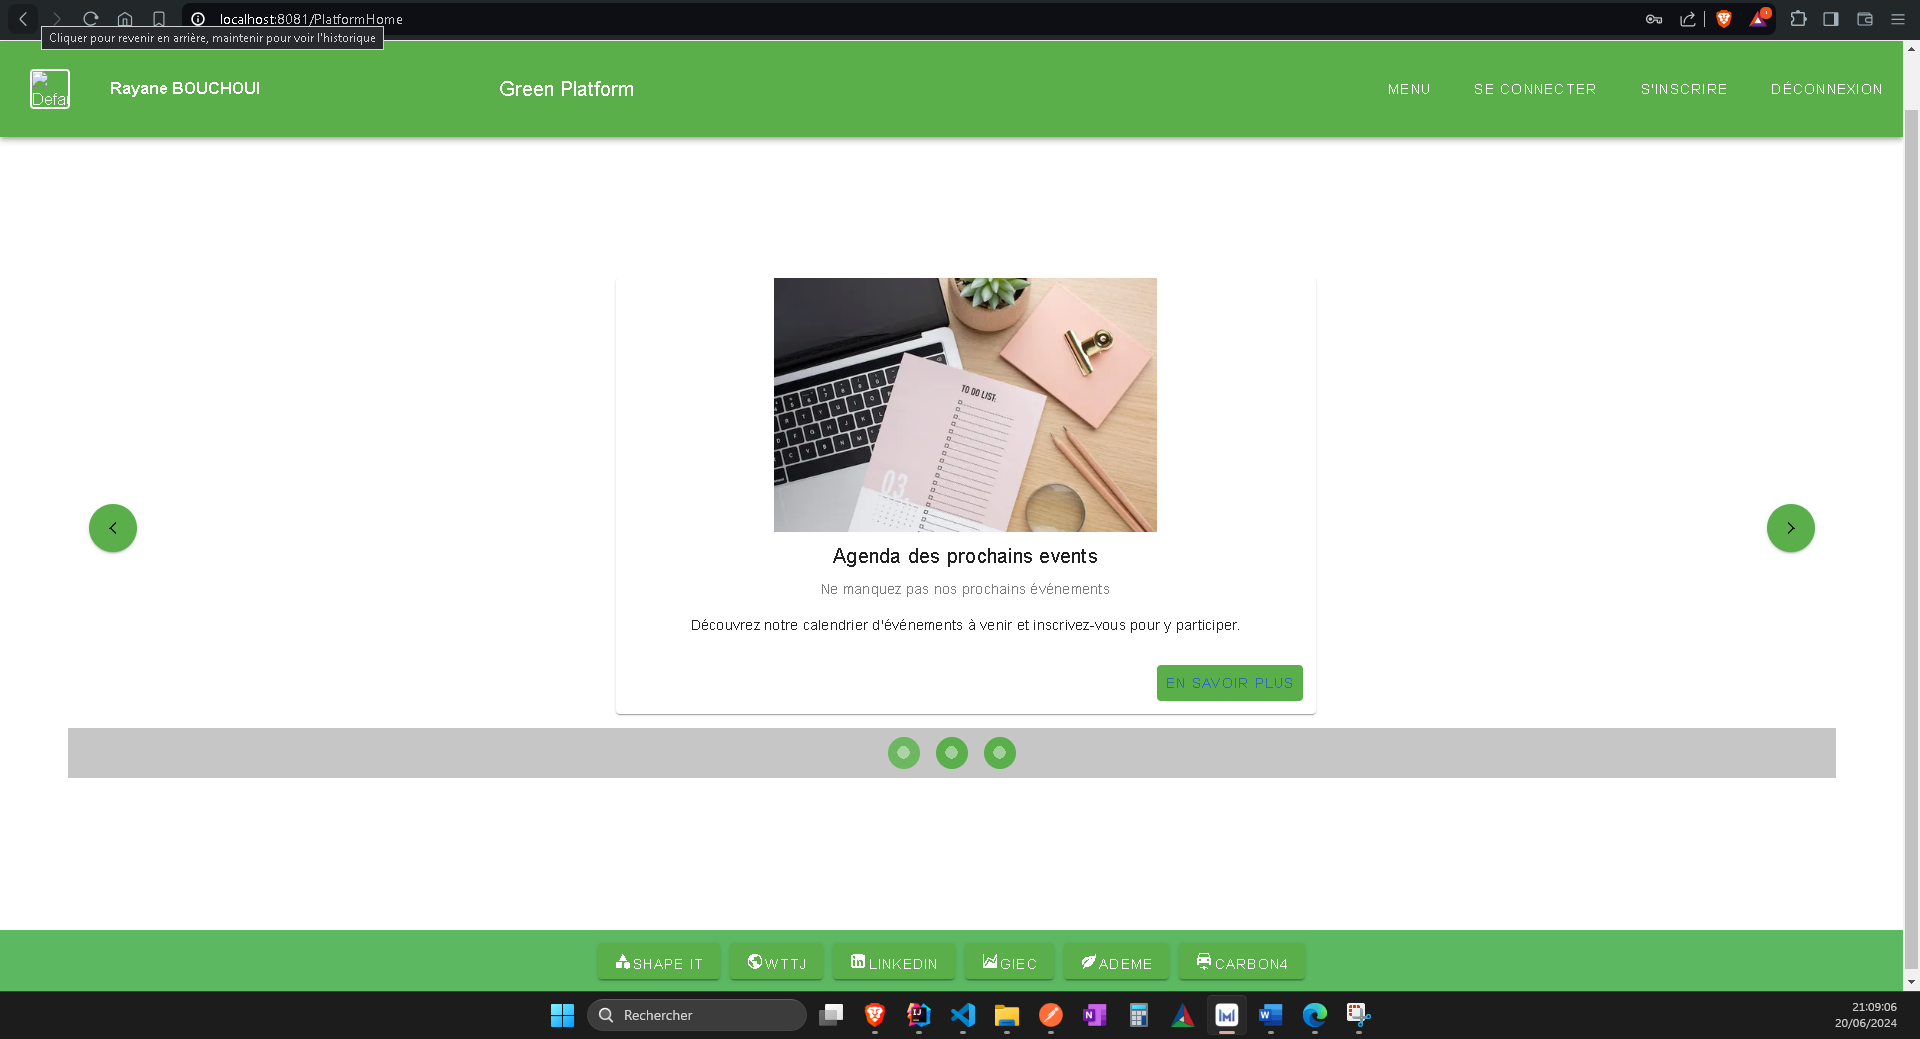 localhost:8081/PlatformHome
Cliquer pour revenir en arrière, maintenir pour voir l'historique
Defau
Rayane BOUCHOUI
Green Platform
MENU
SE CONNECTER
S'INSCRIRE
DÉCONNEXION
TO DO LIST:
03
Agenda des prochains events
Ne manquez pas nos prochains événements
Découvrez notre calendrier d'événements à venir et inscrivez-vous pour y participer.
EN SAVOIR PLUS
SHAPE IT
WTTJ
LINKEDIN
GIEC
ADEME
CARBON4
Rechercher
21:09:06
20/06/2024